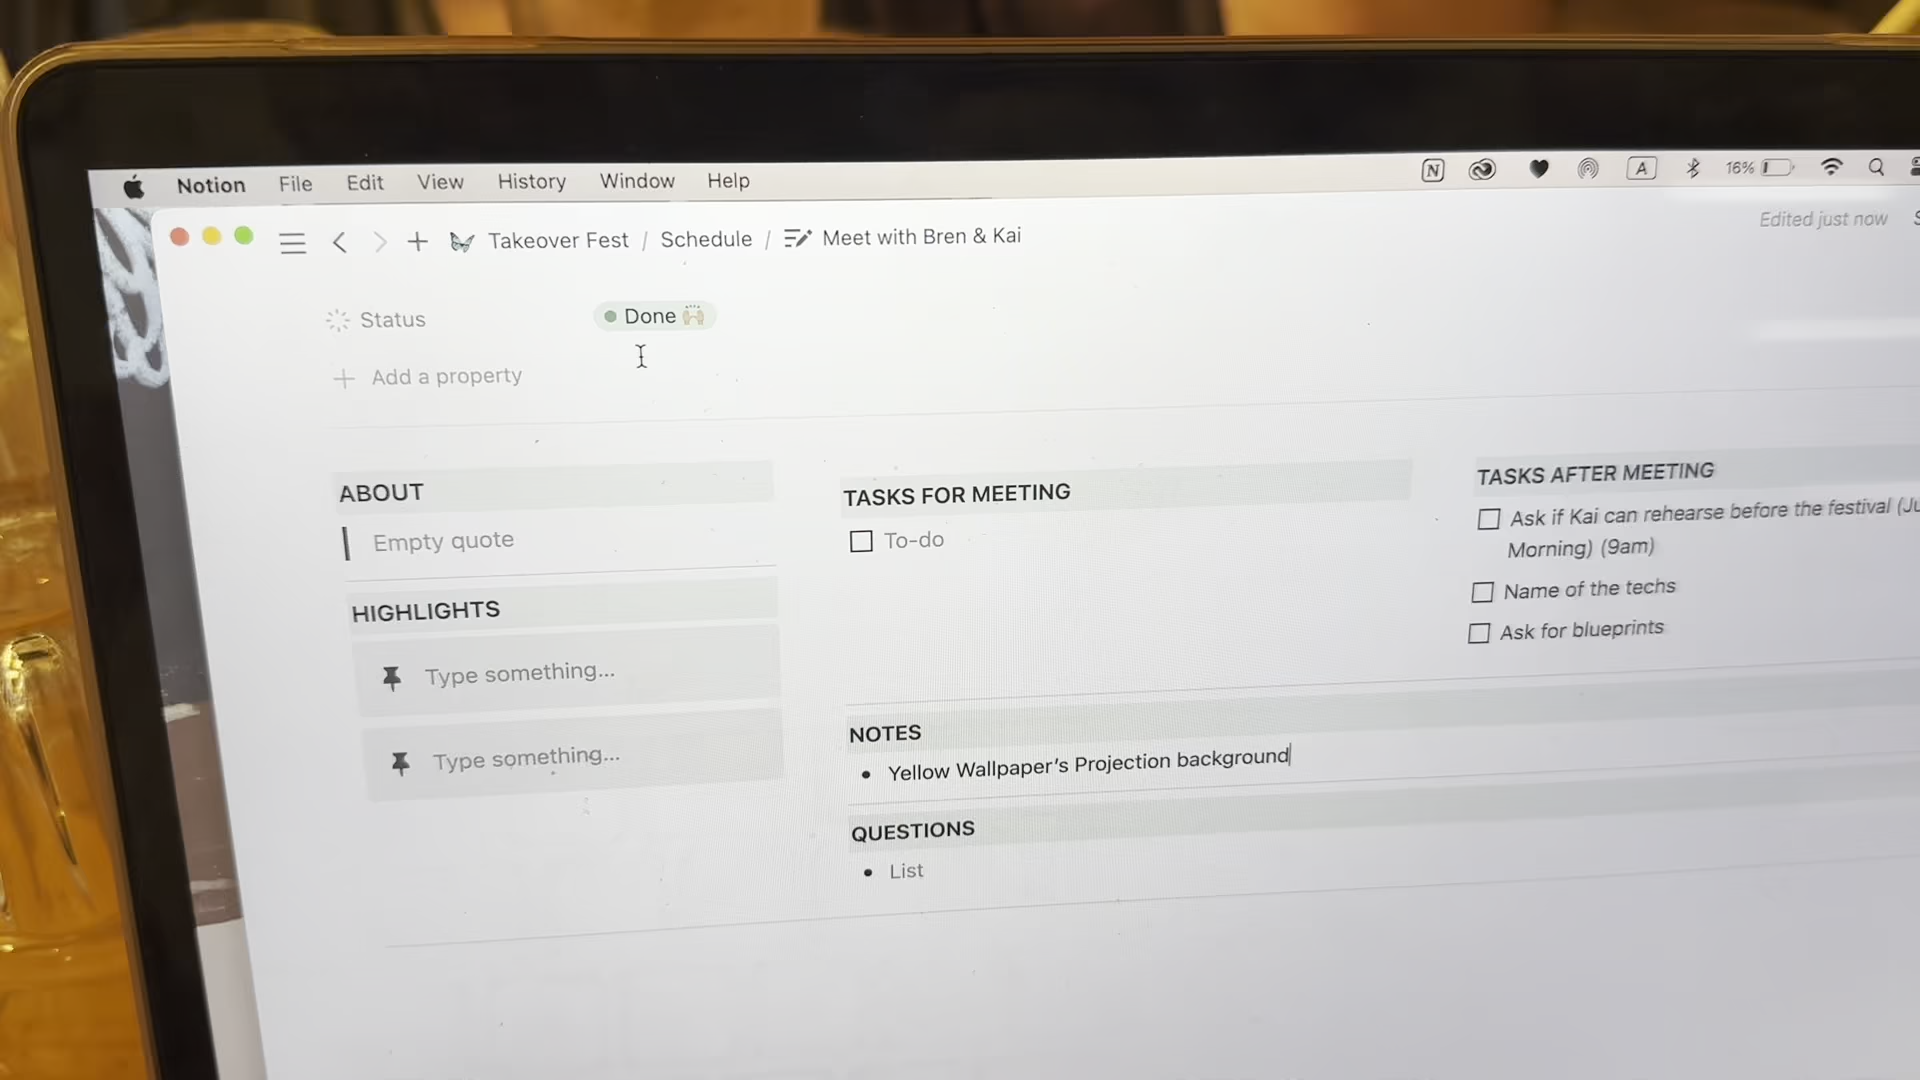 Notion File Edit View History Window Help A 16%
Takeover Fest / Schedule / Meet with Bren & Kai
Edited just now
Status Done
Add a property
ABOUT
Empty quote
HIGHLIGHTS
Type something...
Type something...
TASKS FOR MEETING
To-do
TASKS AFTER MEETING
Ask if Kai can rehearse before the festival
Morning) (9am)
Name of the techs
Ask for blueprints
NOTES
Yellow Wallpaper's Projection background
QUESTIONS
List